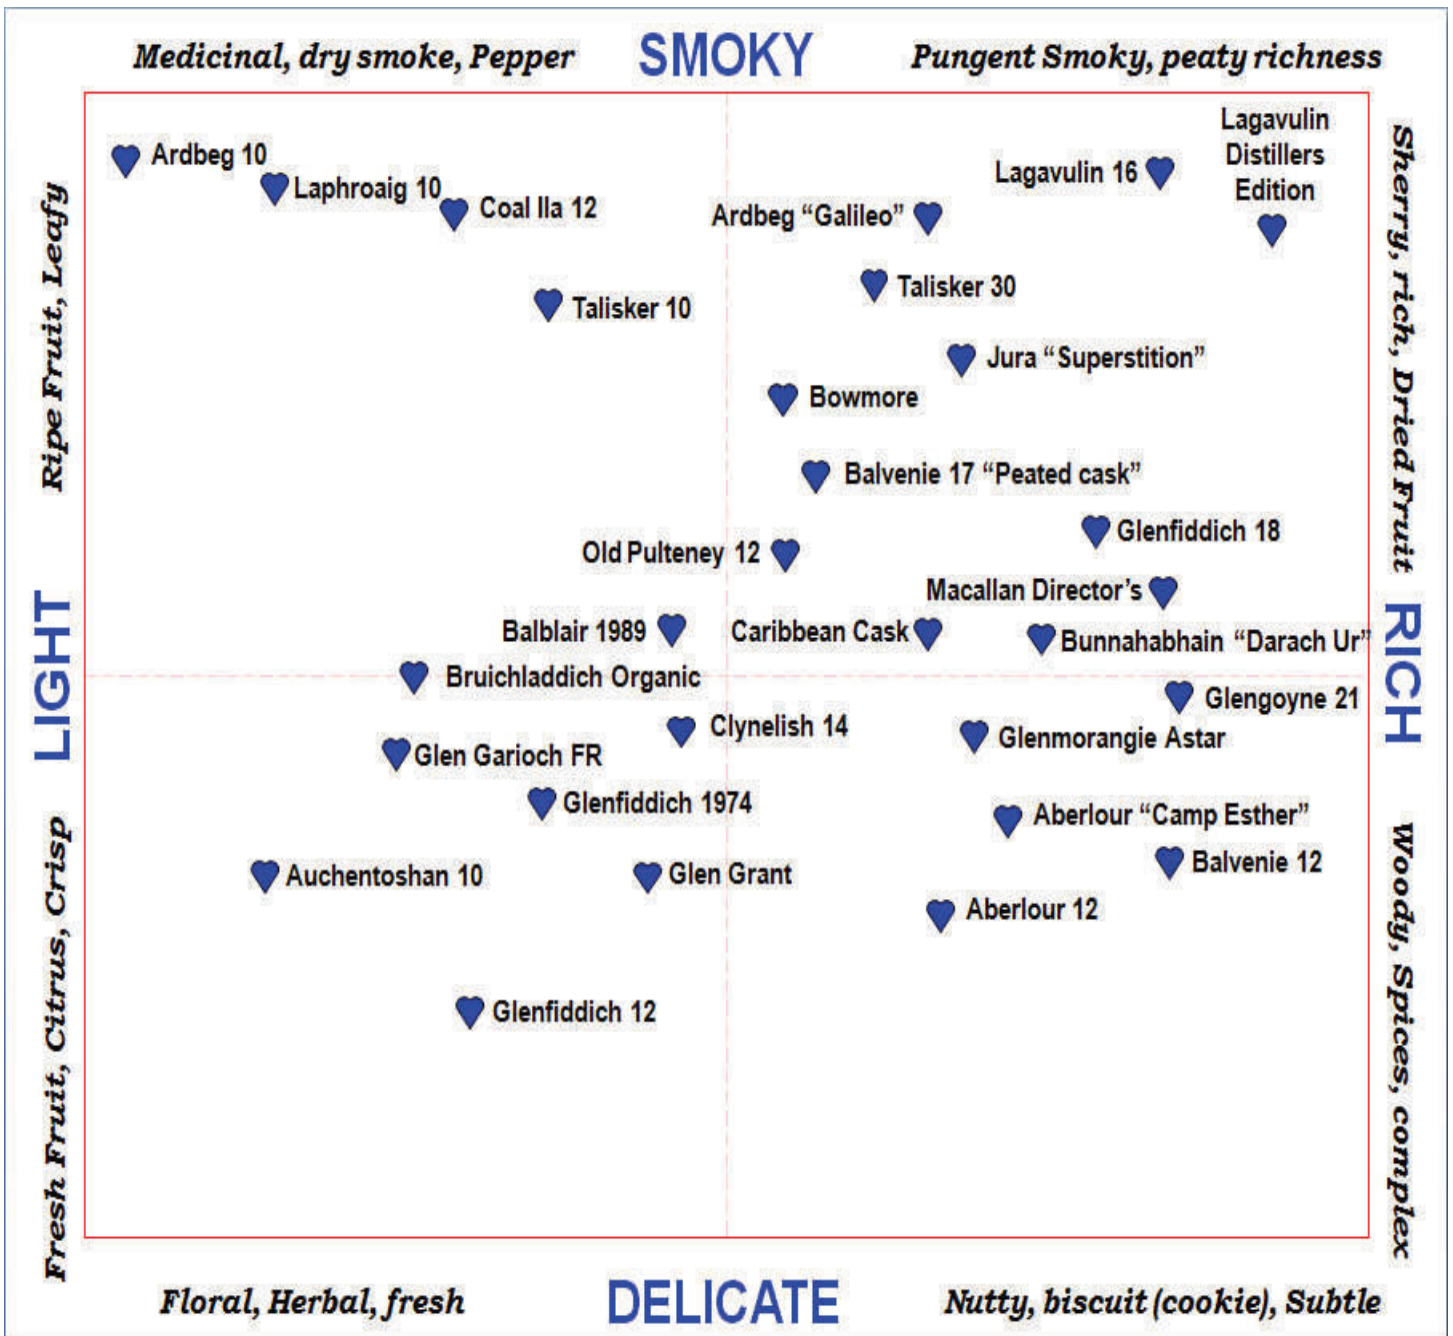 Medicinal, dry smoke, Pepper
SMOKY
Pungent Smoky, peaty richness
Ripe Fruit, Leafy
LIGHT
Fresh Fruit, Citrus, Crisp
Sherry, rich, Dried Fruit
RICH
Woody, Spices, complex
Ardbeg 10
Laphroaig 10
Coal Ila 12
Talisker 10
Lagavulin
Distillers
Edition
Lagavulin 16
Ardbeg “Galileo”
Talisker 30
Jura “Superstition”
Bowmore
Balvenie 17 “Peated cask”
Glenfiddich 18
Old Pulteney 12
Macallan Director’s
Balblair 1989
Caribbean Cask
Bunnahabhain “Darach Ur”
Bruichladdich Organic
Glengoyne 21
Clynelish 14
Glenmorangie Astar
Glen Garioch FR
Glenfiddich 1974
Aberlour “Camp Esther”
Balvenie 12
Auchentoshan 10
Glen Grant
Aberlour 12
Glenfiddich 12
Floral, Herbal, fresh
DELICATE
Nutty, biscuit (cookie), Subtle